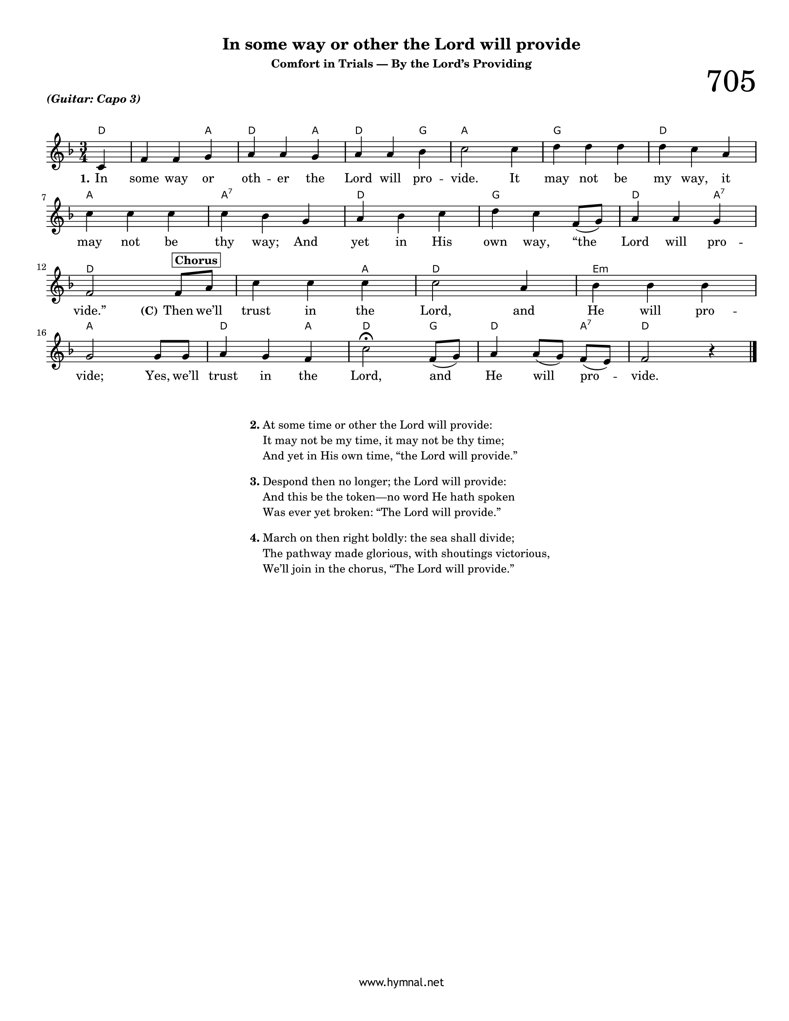 In some way or other the Lord will provide
Comfort in Trials — By the Lord's Providing
705
(Guitar: Capo 3)
D A D A D G A G D
1. In some way or oth - er the Lord will pro - vide. It may not be my way, it
7 A A7 D G D A7
may not be thy way; And yet in His own way, “the Lord will pro -
Chorus
12 D A D Em
vide.” (C) Then we'll trust in the Lord, and He will pro -
16 A D A D G D A7 D
vide; Yes, we'll trust in the Lord, and He will pro - vide.
2. At some time or other the Lord will provide:
It may not be my time, it may not be thy time;
And yet in His own time, “the Lord will provide.”
3. Despond then no longer; the Lord will provide:
And this be the token—no word He hath spoken
Was ever yet broken: “The Lord will provide.”
4. March on then right boldly: the sea shall divide;
The pathway made glorious, with shoutings victorious,
We'll join in the chorus, “The Lord will provide.”
www.hymnal.net